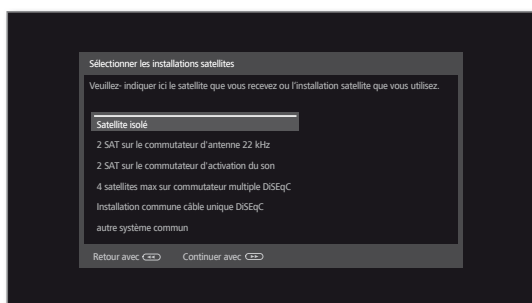 Sélectionner les installations satellites
Veuillez- indiquer ici le satellite que vous recevez ou l'installation satellite que vous utilisez.
Satellite isolé
2 SAT sur le commutateur d'antenne 22 kHz
2 SAT sur le commutateur d'activation du son
4 satellites max sur commutateur multiple DiSEqC
Installation commune câble unique DiSEqC
autre système commun
Retour avec Continuer avec